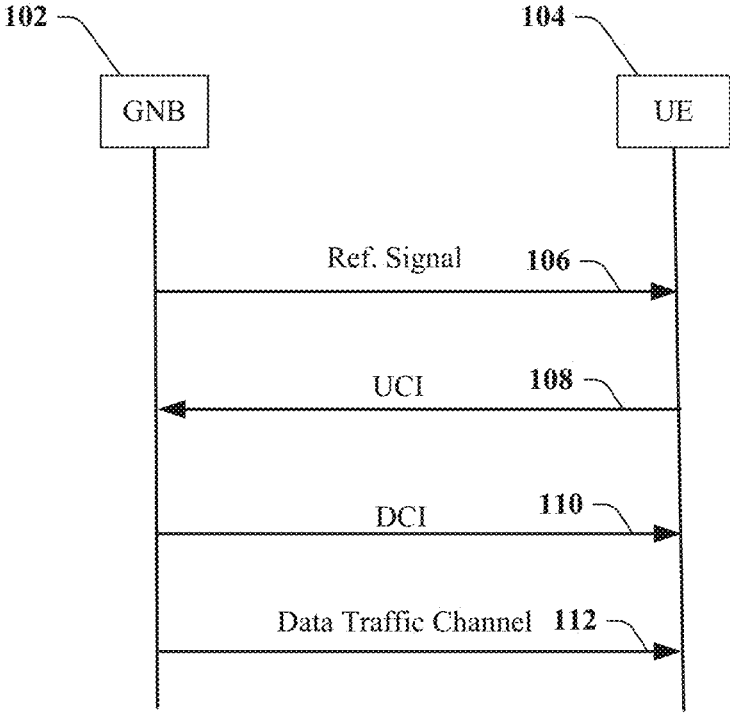 102
104
GNB
UE
Ref. Signal 106
UCI 108
DCI 110
Data Traffic Channel 112